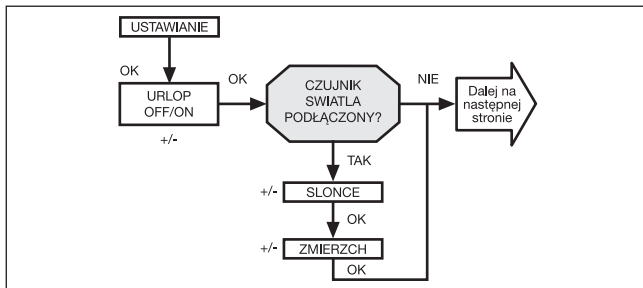 USTAWIANIE
OK
URLOP
OFF/ON
+/-
OK
CZUJNIK
SWIATLA
PODŁĄCZONY?
NIE
Dalej na
następnej
stronie
TAK
+/-
SLONCE
OK
+/-
ZMIERZCH
OK